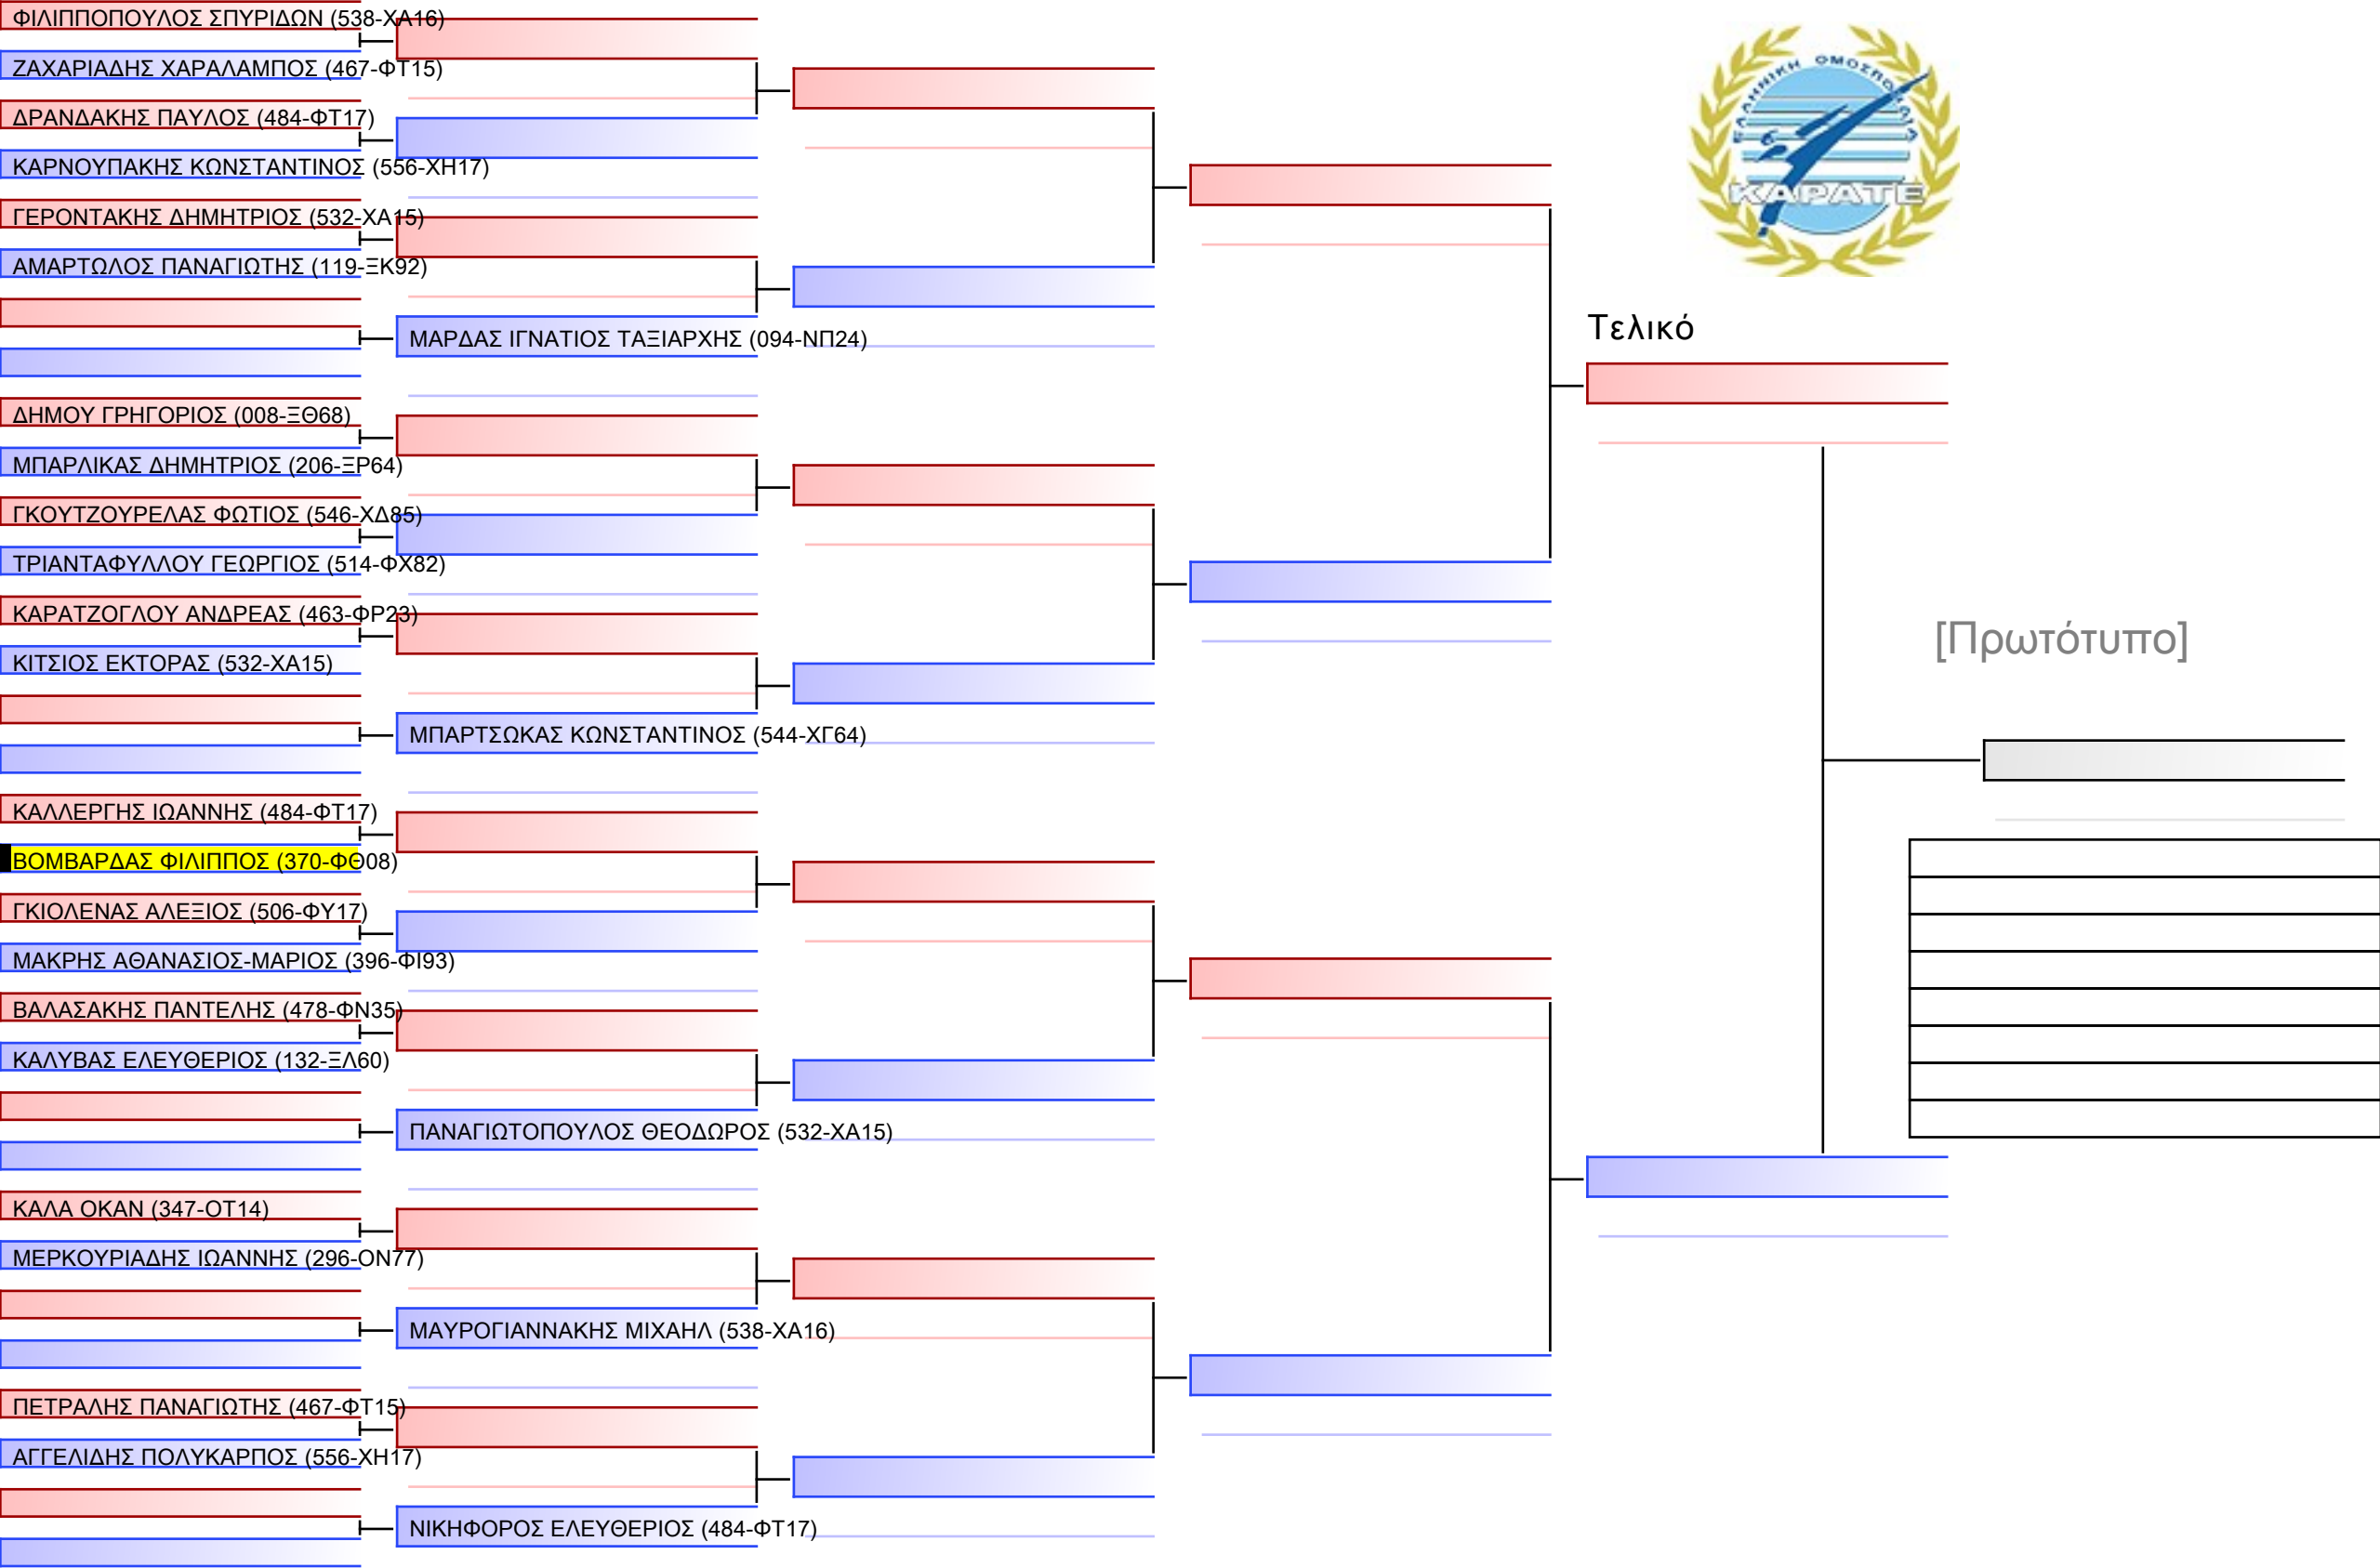 ΦΙΛΙΠΠΟΠΟΥΛΟΣ ΣΠΥΡΙΔΩΝ (538-ΧΑ16)
ΖΑΧΑΡΙΑΔΗΣ ΧΑΡΑΛΑΜΠΟΣ (467-ΦΤ15)
ΔΡΑΝΔΑΚΗΣ ΠΑΥΛΟΣ (484-ΦΤ17)
ΚΑΡΝΟΥΠΑΚΗΣ ΚΩΝΣΤΑΝΤΙΝΟΣ (556-ΧΗ17)
ΓΕΡΟΝΤΑΚΗΣ ΔΗΜΗΤΡΙΟΣ (532-ΧΑ15)
ΑΜΑΡΤΩΛΟΣ ΠΑΝΑΓΙΩΤΗΣ (119-ΞΚ92)
ΜΑΡΔΑΣ ΙΓΝΑΤΙΟΣ ΤΑΞΙΑΡΧΗΣ (094-ΝΠ24)
ΔΗΜΟΥ ΓΡΗΓΟΡΙΟΣ (008-ΞΘ68)
ΜΠΑΡΛΙΚΑΣ ΔΗΜΗΤΡΙΟΣ (206-ΞΡ64)
ΓΚΟΥΤΖΟΥΡΕΛΑΣ ΦΩΤΙΟΣ (546-ΧΔ85)
ΤΡΙΑΝΤΑΦΥΛΛΟΥ ΓΕΩΡΓΙΟΣ (514-ΦΧ82)
ΚΑΡΑΤΖΟΓΛΟΥ ΑΝΔΡΕΑΣ (463-ΦΡ23)
ΚΙΤΣΙΟΣ ΕΚΤΟΡΑΣ (532-ΧΑ15)
ΜΠΑΡΤΣΩΚΑΣ ΚΩΝΣΤΑΝΤΙΝΟΣ (544-ΧΓ64)
ΚΑΛΛΕΡΓΗΣ ΙΩΑΝΝΗΣ (484-ΦΤ17)
ΒΟΜΒΑΡΔΑΣ ΦΙΛΙΠΠΟΣ (370-ΦΘ08)
ΓΚΙΟΛΕΝΑΣ ΑΛΕΞΙΟΣ (506-ΦΥ17)
ΜΑΚΡΗΣ ΑΘΑΝΑΣΙΟΣ-ΜΑΡΙΟΣ (396-ΦΙ93)
ΒΑΛΑΣΑΚΗΣ ΠΑΝΤΕΛΗΣ (478-ΦΝ35)
ΚΑΛΥΒΑΣ ΕΛΕΥΘΕΡΙΟΣ (132-ΞΛ60)
ΠΑΝΑΓΙΩΤΟΠΟΥΛΟΣ ΘΕΟΔΩΡΟΣ (532-ΧΑ15)
ΚΑΛΑ ΟΚΑΝ (347-ΟΤ14)
ΜΕΡΚΟΥΡΙΑΔΗΣ ΙΩΑΝΝΗΣ (296-ΟΝ77)
ΜΑΥΡΟΓΙΑΝΝΑΚΗΣ ΜΙΧΑΗΛ (538-ΧΑ16)
ΠΕΤΡΑΛΗΣ ΠΑΝΑΓΙΩΤΗΣ (467-ΦΤ15)
ΑΓΓΕΛΙΔΗΣ ΠΟΛΥΚΑΡΠΟΣ (556-ΧΗ17)
ΝΙΚΗΦΟΡΟΣ ΕΛΕΥΘΕΡΙΟΣ (484-ΦΤ17)
ΕΛΛΗΝΙΚΗ ΟΜΟΣΠΟΝΔΙΑ
ΚΑΡΑΤΕ
Τελικό
[Πρωτότυπο]